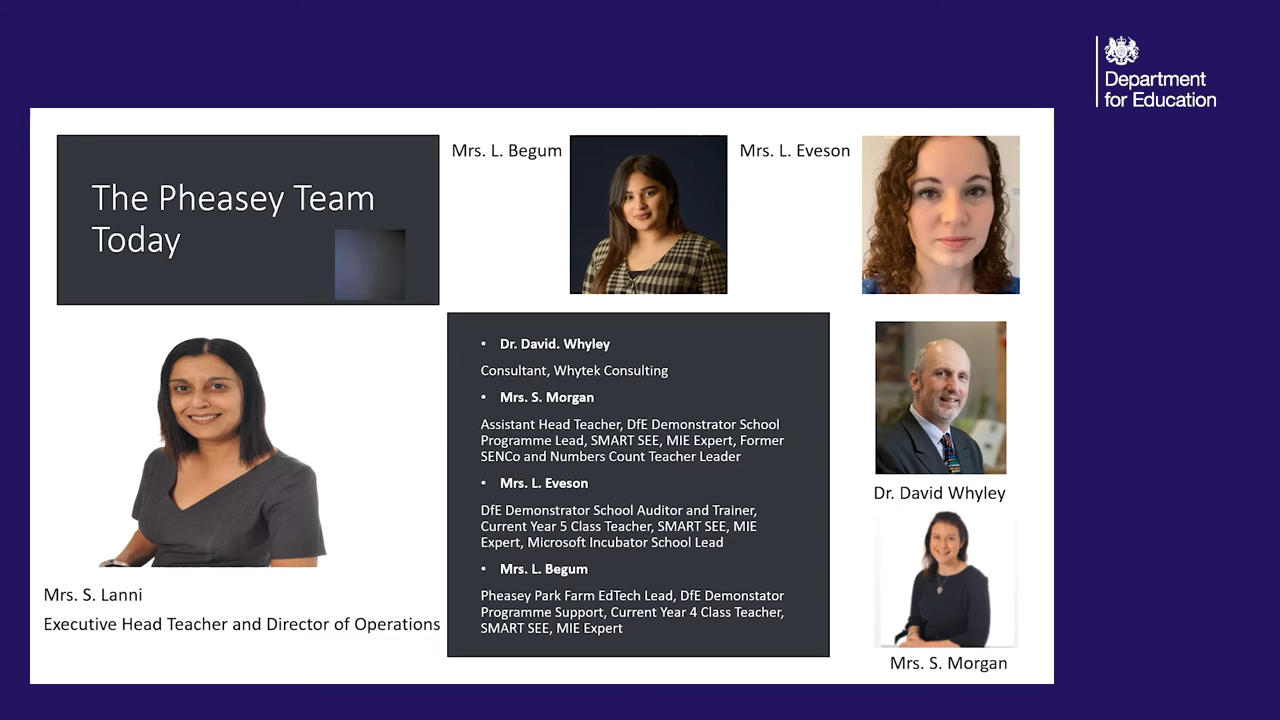 Department
for Education
The Pheasey Team
Today
Mrs. L. Begum
Mrs. L. Eveson
• Dr. David. Whyley
Consultant, Whytek Consulting
• Mrs. S. Morgan
Assistant Head Teacher, DfE Demonstrator School
Programme Lead, SMART SEE, MIE Expert, Former
SENCo and Numbers Count Teacher Leader
• Mrs. L. Eveson
DfE Demonstrator School Auditor and Trainer,
Current Year 5 Class Teacher, SMART SEE, MIE
Expert, Microsoft Incubator School Lead
• Mrs. L. Begum
Pheasey Park Farm EdTech Lead, DfE Demonstator
Programme Support, Current Year 4 Class Teacher,
SMART SEE, MIE Expert
Dr. David Whyley
Mrs. S. Morgan
Mrs. S. Lanni
Executive Head Teacher and Director of Operations